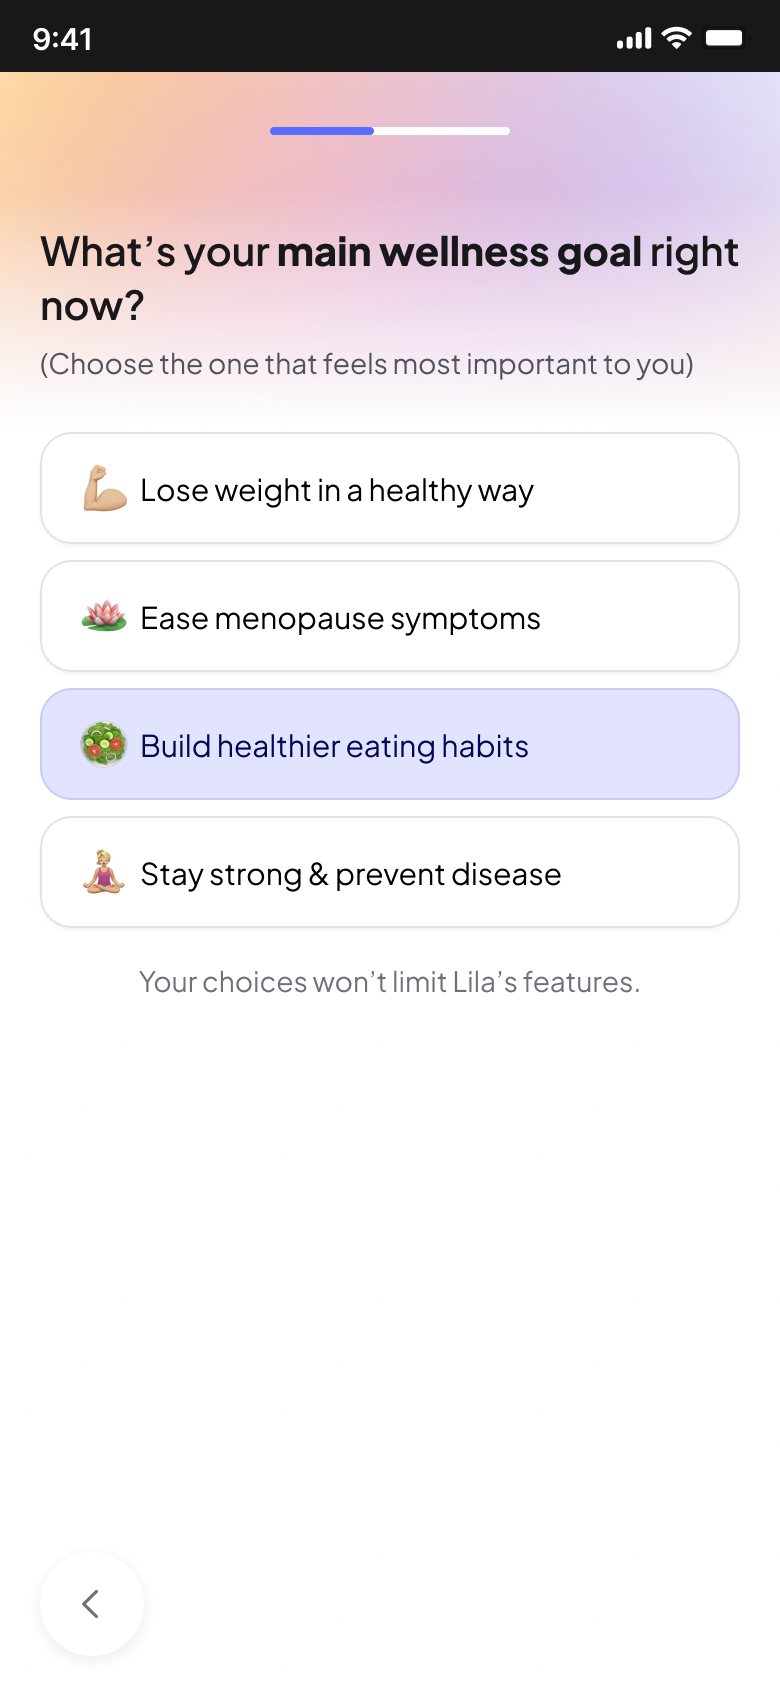 9:41
What’s your main wellness goal right
now?
(Choose the one that feels most important to you)
Lose weight in a healthy way
Ease menopause symptoms
Build healthier eating habits
Stay strong & prevent disease
Your choices won’t limit Lila’s features.